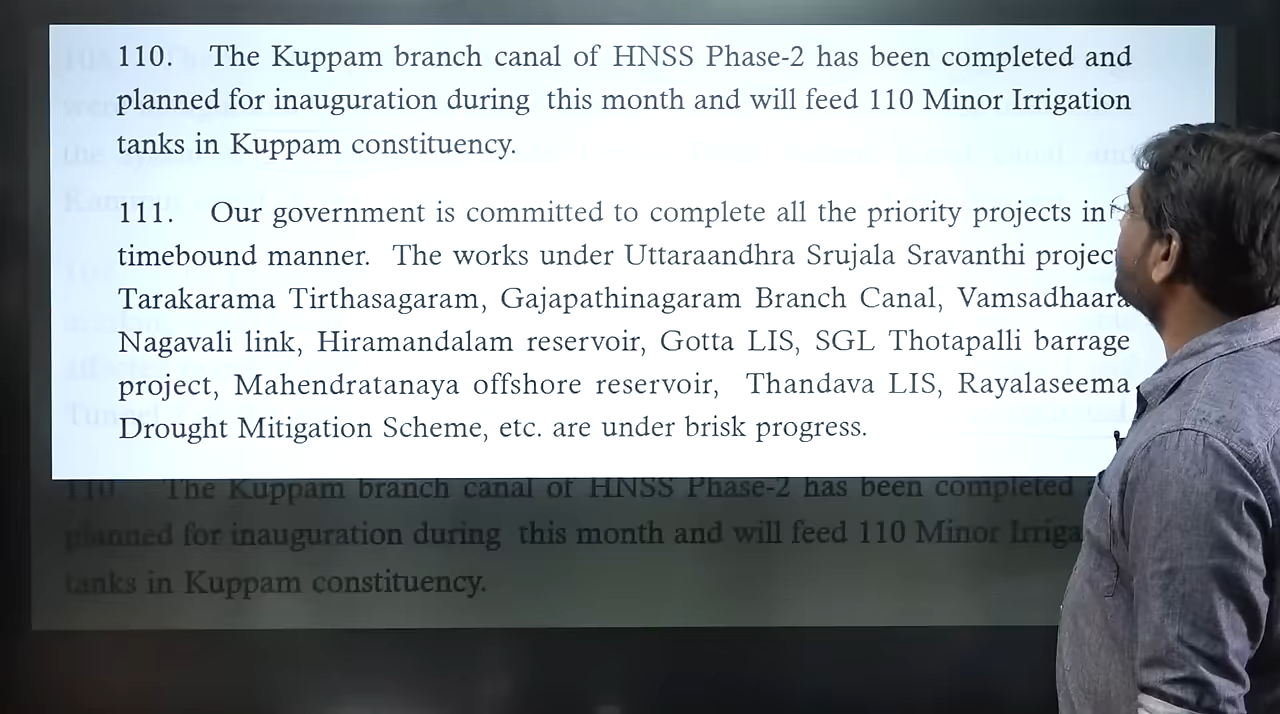 110. The Kuppam branch canal of HNSS Phase-2 has been completed and
planned for inauguration during this month and will feed 110 Minor Irrigation
tanks in Kuppam constituency.
111. Our government is committed to complete all the priority projects in
timebound manner. The works under Uttaraandhra Srujala Sravanthi projec
Tarakarama Tirthasagaram, Gajapathinagaram Branch Canal, Vamsadhaara
Nagavali link, Hiramandalam reservoir, Gotta LIS, SGL Thotapalli barrage
project, Mahendratanaya offshore reservoir, Thandava LIS, Rayalaseema
Drought Mitigation Scheme, etc. are under brisk progress.
110. The Kuppam branch canal of HNSS Phase-2 has been completed
planned for inauguration during this month and will feed 110 Minor Irriga
tanks in Kuppam constituency.